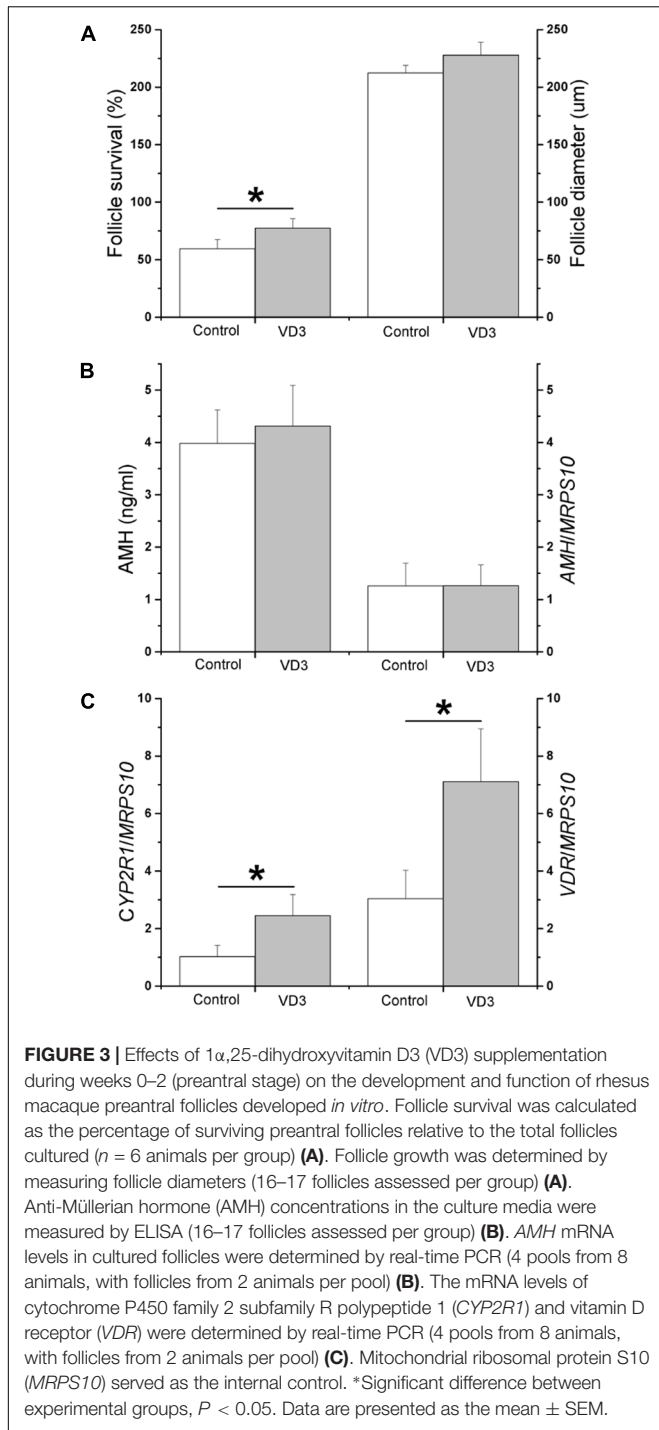 A
250
200
150
100
50
0
Follicle survival (%)
*
Control
VD3
Control
VD3
250
200
150
100
50
0
Follicle diameter (um)
B
5
4
3
2
1
0
AMH (ng/ml)
Control
VD3
Control
VD3
5
4
3
2
1
0
AMH/MRPS10
C
10
8
6
4
2
0
CYP2R1/MRPS10
*
*
Control
VD3
Control
VD3
10
8
6
4
2
0
VDR/MRPS10
FIGURE 3 | Effects of 1α,25-dihydroxyvitamin D3 (VD3) supplementation
during weeks 0–2 (preantral stage) on the development and function of rhesus
macaque preantral follicles developed in vitro. Follicle survival was calculated
as the percentage of surviving preantral follicles relative to the total follicles
cultured (n = 6 animals per group) (A). Follicle growth was determined by
measuring follicle diameters (16–17 follicles assessed per group) (A).
Anti-Müllerian hormone (AMH) concentrations in the culture media were
measured by ELISA (16–17 follicles assessed per group) (B). AMH mRNA
levels in cultured follicles were determined by real-time PCR (4 pools from 8
animals, with follicles from 2 animals per pool) (B). The mRNA levels of
cytochrome P450 family 2 subfamily R polypeptide 1 (CYP2R1) and vitamin D
receptor (VDR) were determined by real-time PCR (4 pools from 8 animals,
with follicles from 2 animals per pool) (C). Mitochondrial ribosomal protein S10
(MRPS10) served as the internal control. *Significant difference between
experimental groups, P < 0.05. Data are presented as the mean ± SEM.